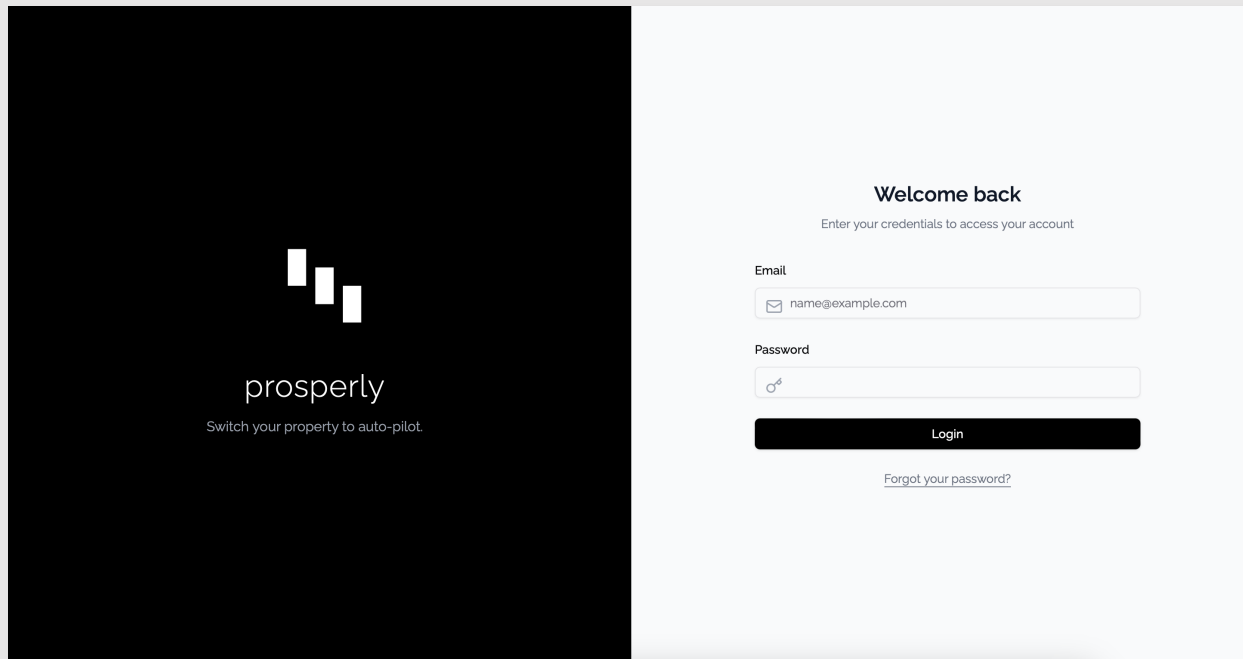 prosperly
Switch your property to auto-pilot.
Welcome back
Enter your credentials to access your account
Email
name@example.com
Password
Login
Forgot your password?